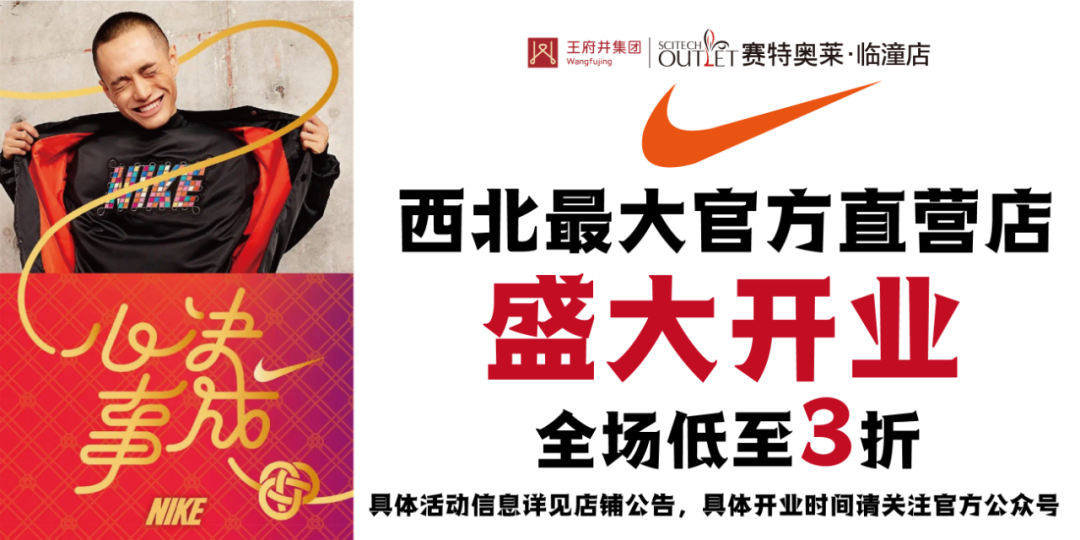 王府井集团
Wangfujing
SCITECH
OUTLET
赛特奥莱·临潼店
NIKE
西北最大官方直营店
盛大开业
全场低至3折
具体活动信息详见店铺公告，具体开业时间请关注官方公众号
心决
事成
NIKE